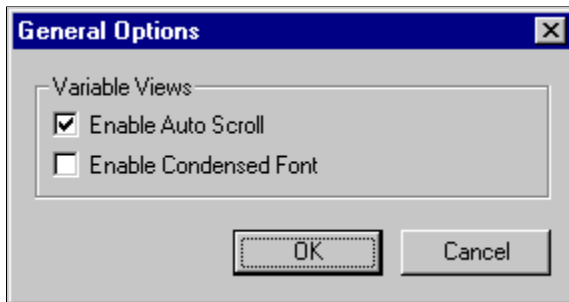 General Options
Variable Views
Enable Auto Scroll
Enable Condensed Font
OK Cancel